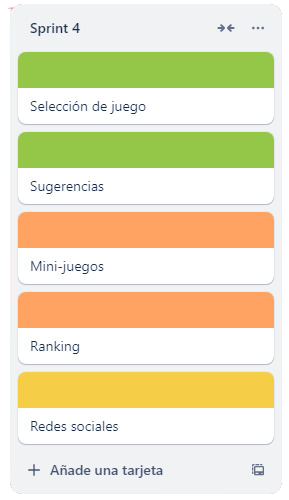 Sprint 4
Selección de juego
Sugerencias
Mini-juegos
Ranking
Redes sociales
Añade una tarjeta